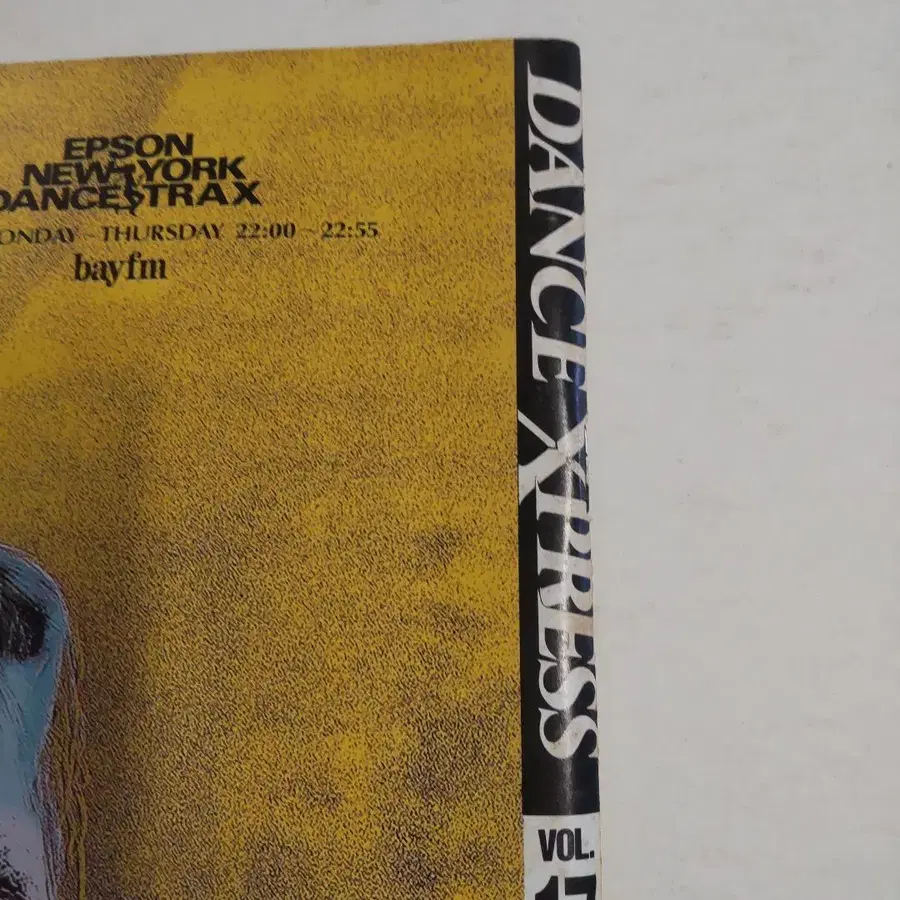 EPSON
NEW YORK
DANCE TRAX
THURSDAY 22:00 - 22:55
bayfm
DANCE XPRESS
VOL.